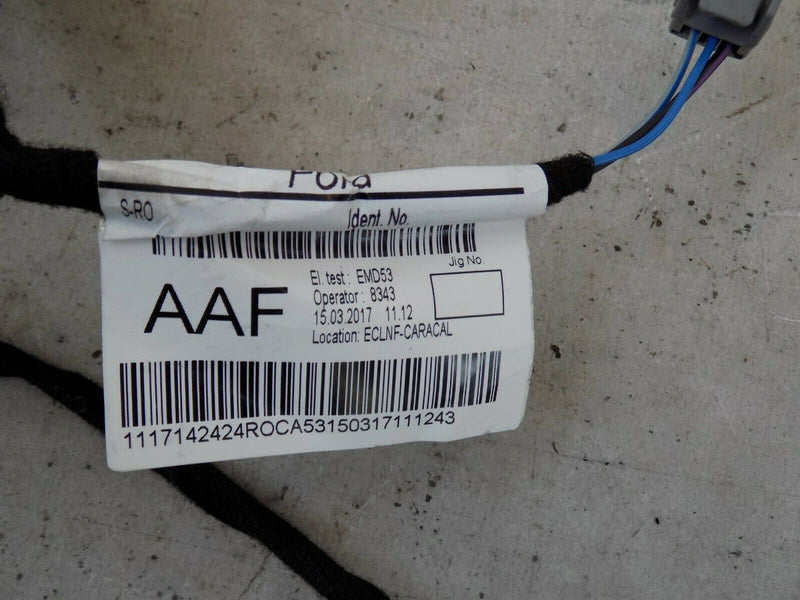 S-RO
Ident. No.
Jig No.
AAF
El. test : EMD53
Operator : 8343
15.03.2017 11.12
Location: ECLNF-CARACAL
1117142424ROCA53150317111243